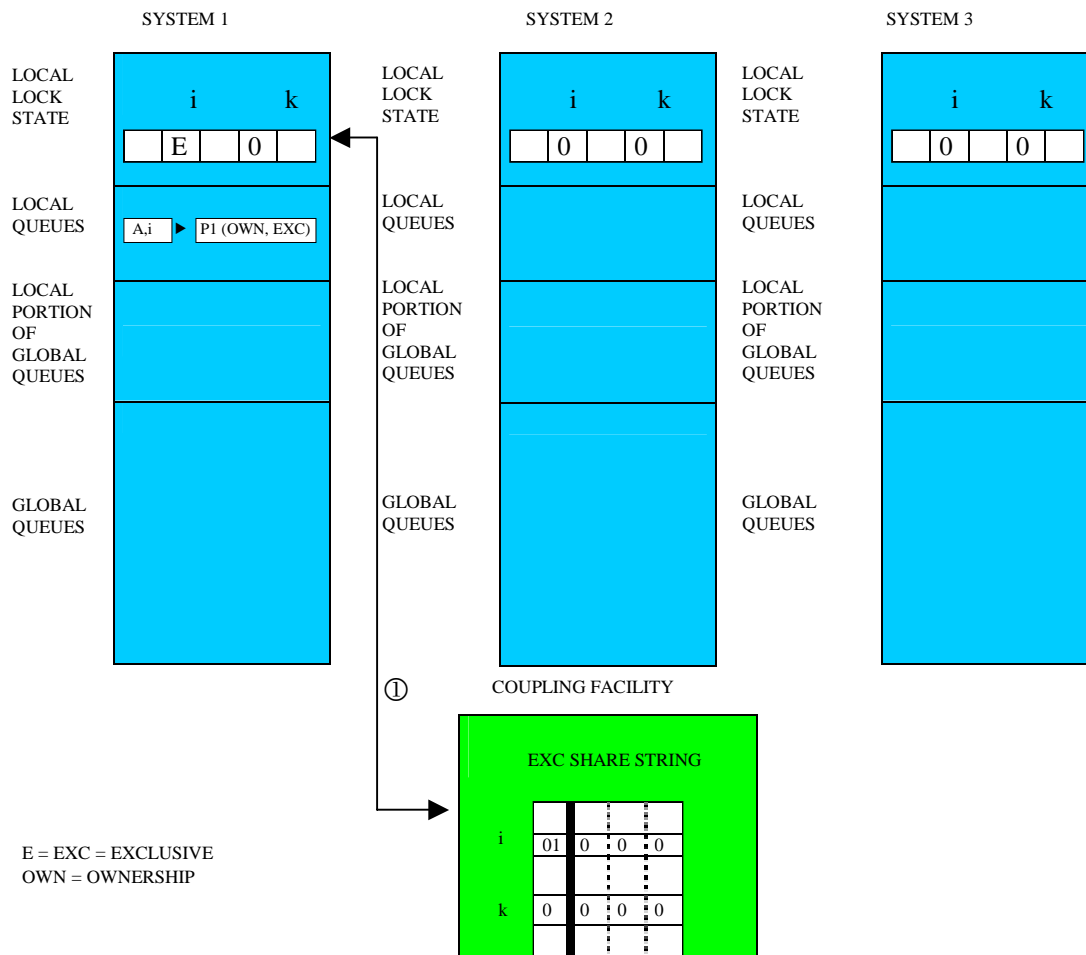 SYSTEM 1
SYSTEM 2
SYSTEM 3
LOCAL
LOCK
STATE
i k
E 0
LOCAL
LOCK
STATE
i k
0 0
LOCAL
LOCK
STATE
i k
0 0
LOCAL
QUEUES
A,i
P1 (OWN, EXC)
LOCAL
QUEUES
LOCAL
QUEUES
LOCAL
PORTION
OF
GLOBAL
QUEUES
LOCAL
PORTION
OF
GLOBAL
QUEUES
LOCAL
PORTION
OF
GLOBAL
QUEUES
GLOBAL
QUEUES
GLOBAL
QUEUES
GLOBAL
QUEUES
①
COUPLING FACILITY
EXC SHARE STRING
i 01 0 0 0
k 0 0 0 0
E = EXC = EXCLUSIVE
OWN = OWNERSHIP